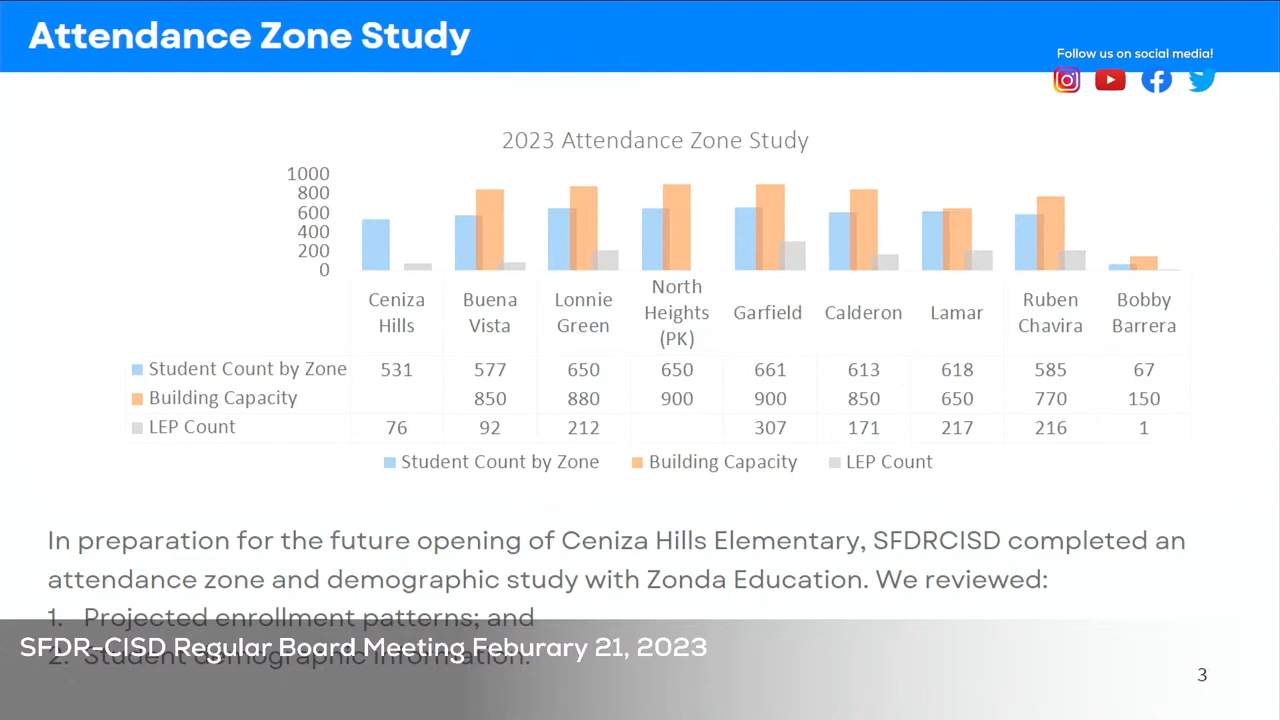 Attendance Zone Study
Follow us on social media!
2023 Attendance Zone Study
1000
800
600
400
200
0
Ceniza Hills
Buena Vista
Lonnie Green
North Heights (PK)
Garfield
Calderon
Lamar
Ruben Chavira
Bobby Barrera
Student Count by Zone 531 577 650 650 661 613 618 585 67
Building Capacity 850 880 900 900 850 650 770 150
LEP Count 76 92 212 307 171 217 216 1
Student Count by Zone Building Capacity LEP Count
In preparation for the future opening of Ceniza Hills Elementary, SFDRCISD completed an
attendance zone and demographic study with Zonda Education. We reviewed:
1. Projected enrollment patterns; and
SFDR-CISD Regular Board Meeting Feburary 21, 2023
2. Student demographic information.
3